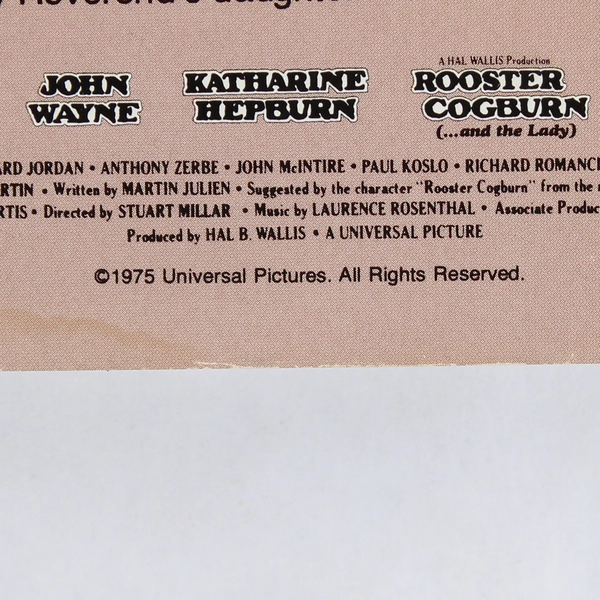 Reverend's
JOHN WAYNE
KATHARINE HEPBURN
A HAL WALLIS Production
ROOSTER COGBURN
(...and the Lady)
JORDAN • ANTHONY ZERBE • JOHN McINTIRE • PAUL KOSLO • RICHARD
• Written by MARTIN JULIEN • Suggested by the character "Rooster Cogburn" from the
• Directed by STUART MILLAR • Music by LAURENCE ROSENTHAL • Associate
Produced by HAL B. WALLIS • A UNIVERSAL PICTURE
©1975 Universal Pictures. All Rights Reserved.